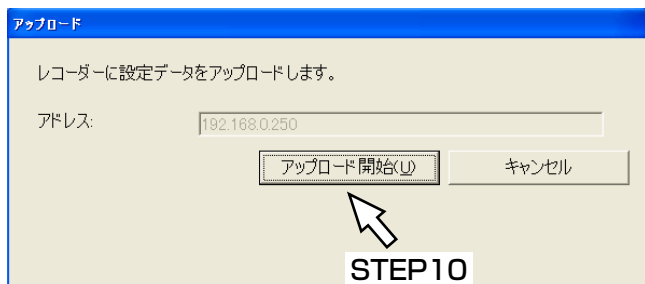 アップロード
レコーダーに設定データをアップロードします。
アドレス: 192.168.0.250
アップロード開始(U) キャンセル
STEP10